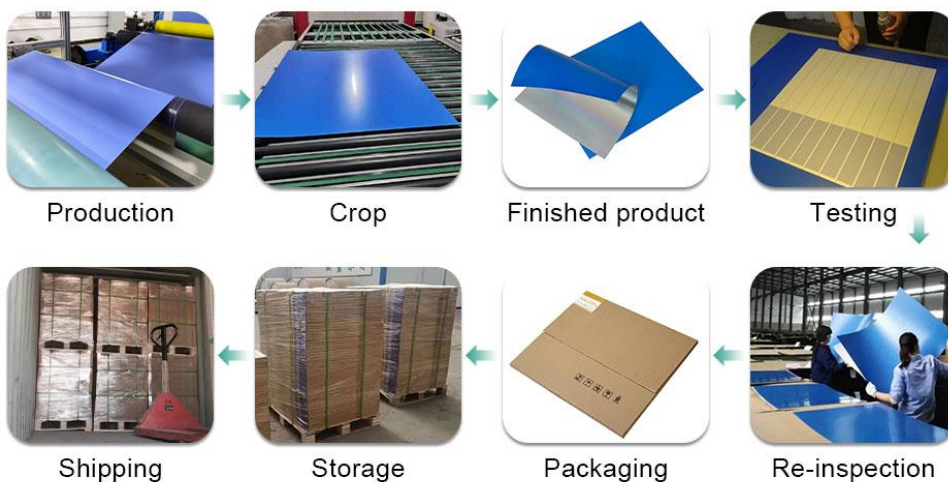 Production
Crop
Finished product
Testing
Re-inspection
Packaging
Storage
Shipping